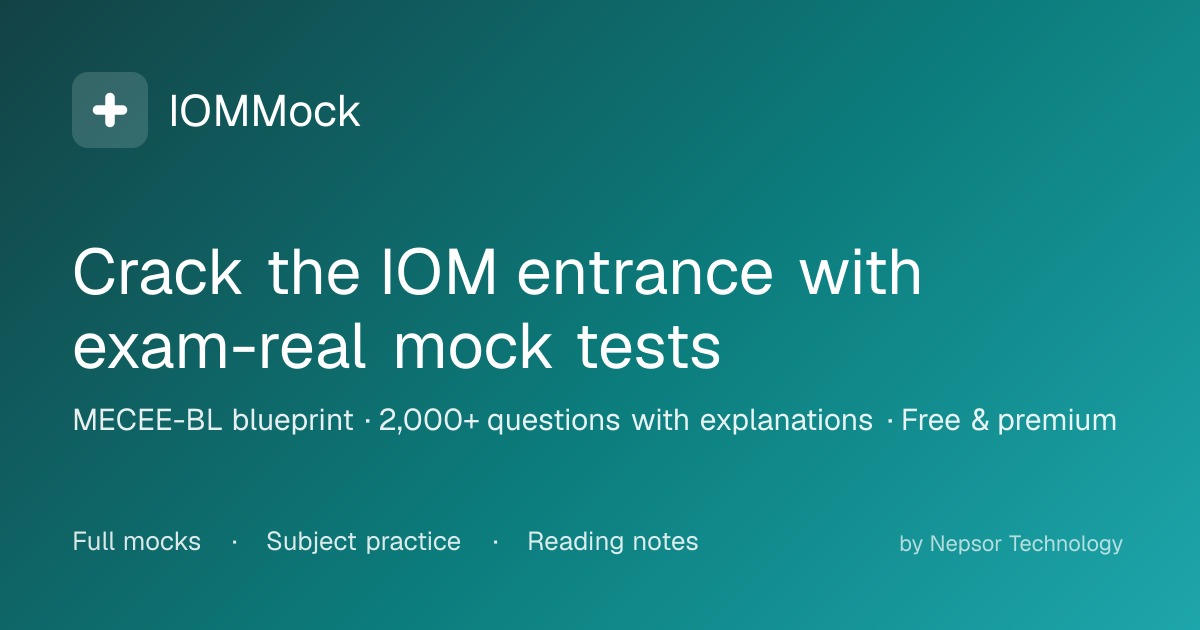 IOMMock
Crack the IOM entrance with
exam-real mock tests
MECEE-BL blueprint · 2,000+ questions with explanations · Free & premium
Full mocks · Subject practice · Reading notes
by Nepsor Technology